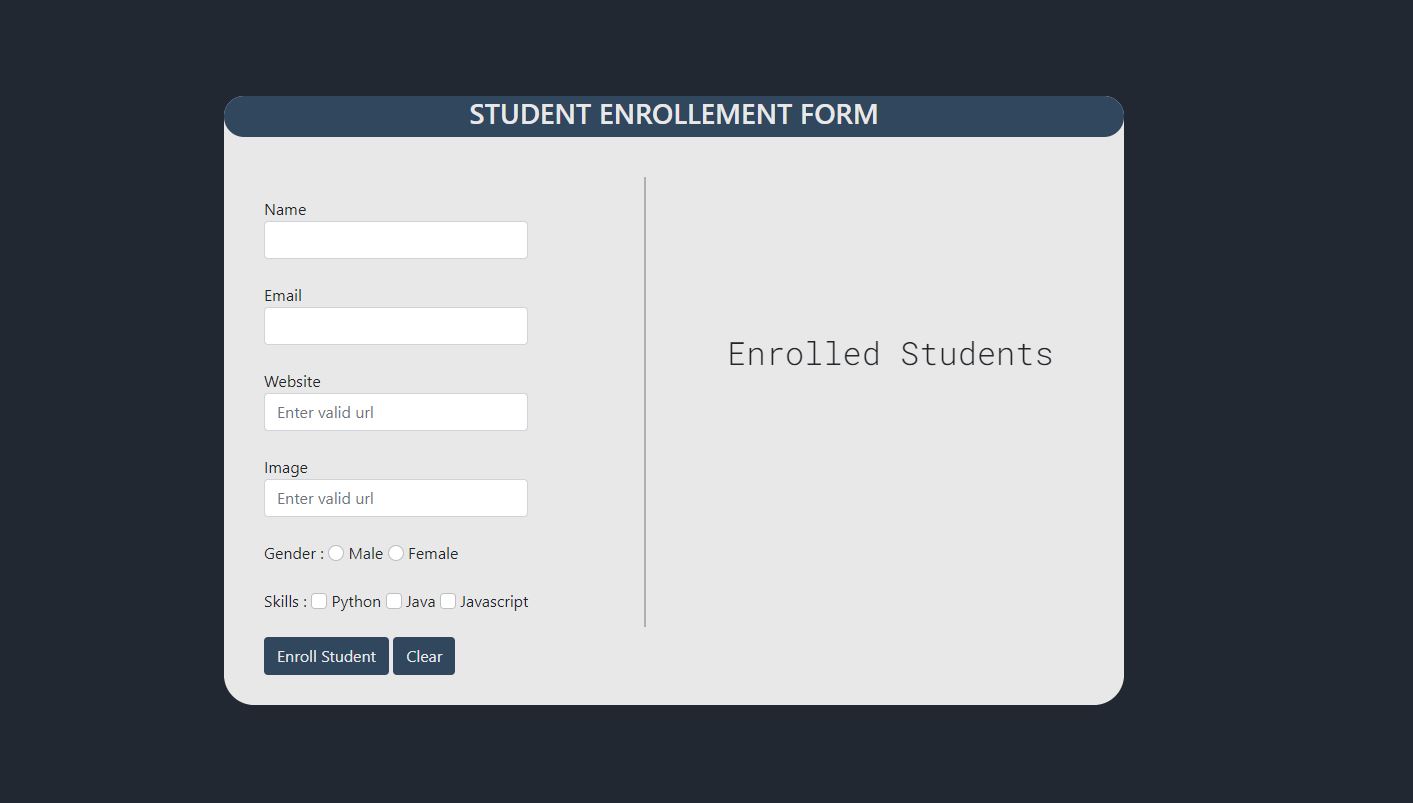 STUDENT ENROLLEMENT FORM
Name
Email
Website
Enter valid url
Image
Enter valid url
Gender : Male Female
Skills : Python Java Javascript
Enroll Student Clear
Enrolled Students